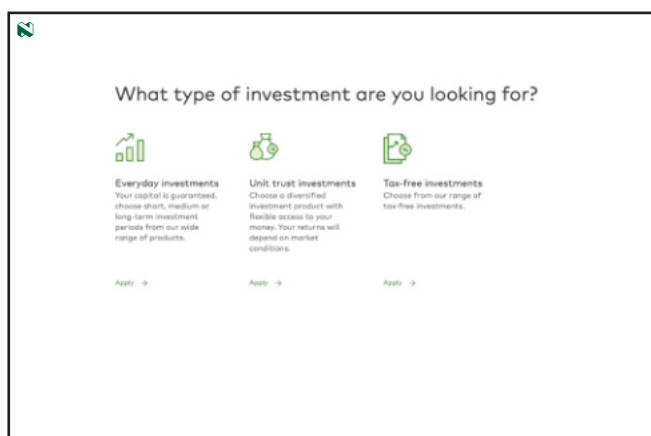 What type of investment are you looking for?
Everyday investments
Your capital is guaranteed,
choose short, medium or
long-term investment
periods from our wide
range of products.
Apply →
Unit trust investments
Choose a diversified
investment product with
flexible access to your
money. Your returns will
depend on market
conditions.
Apply →
Tax-free investments
Choose from our range of
tax-free investments.
Apply →